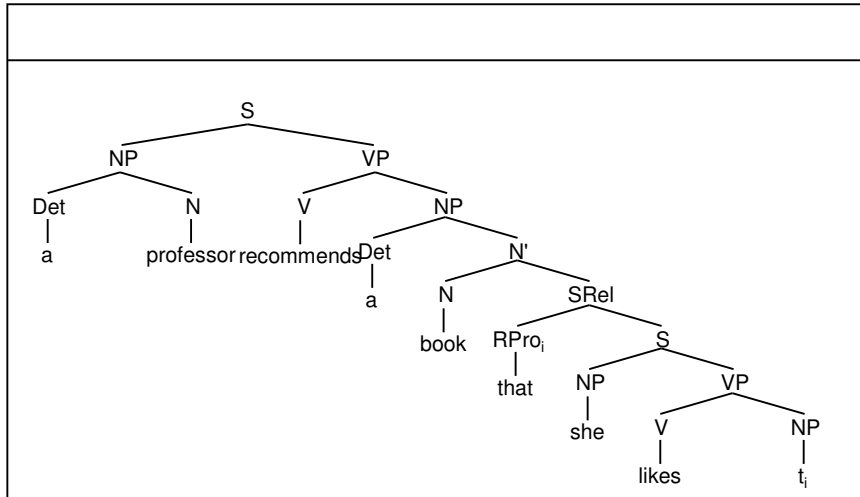 S
NP VP
Det N V NP
a professor recommends Det N'
a N SRel
book RProᵢ S
that NP VP
she V NP
likes tᵢ